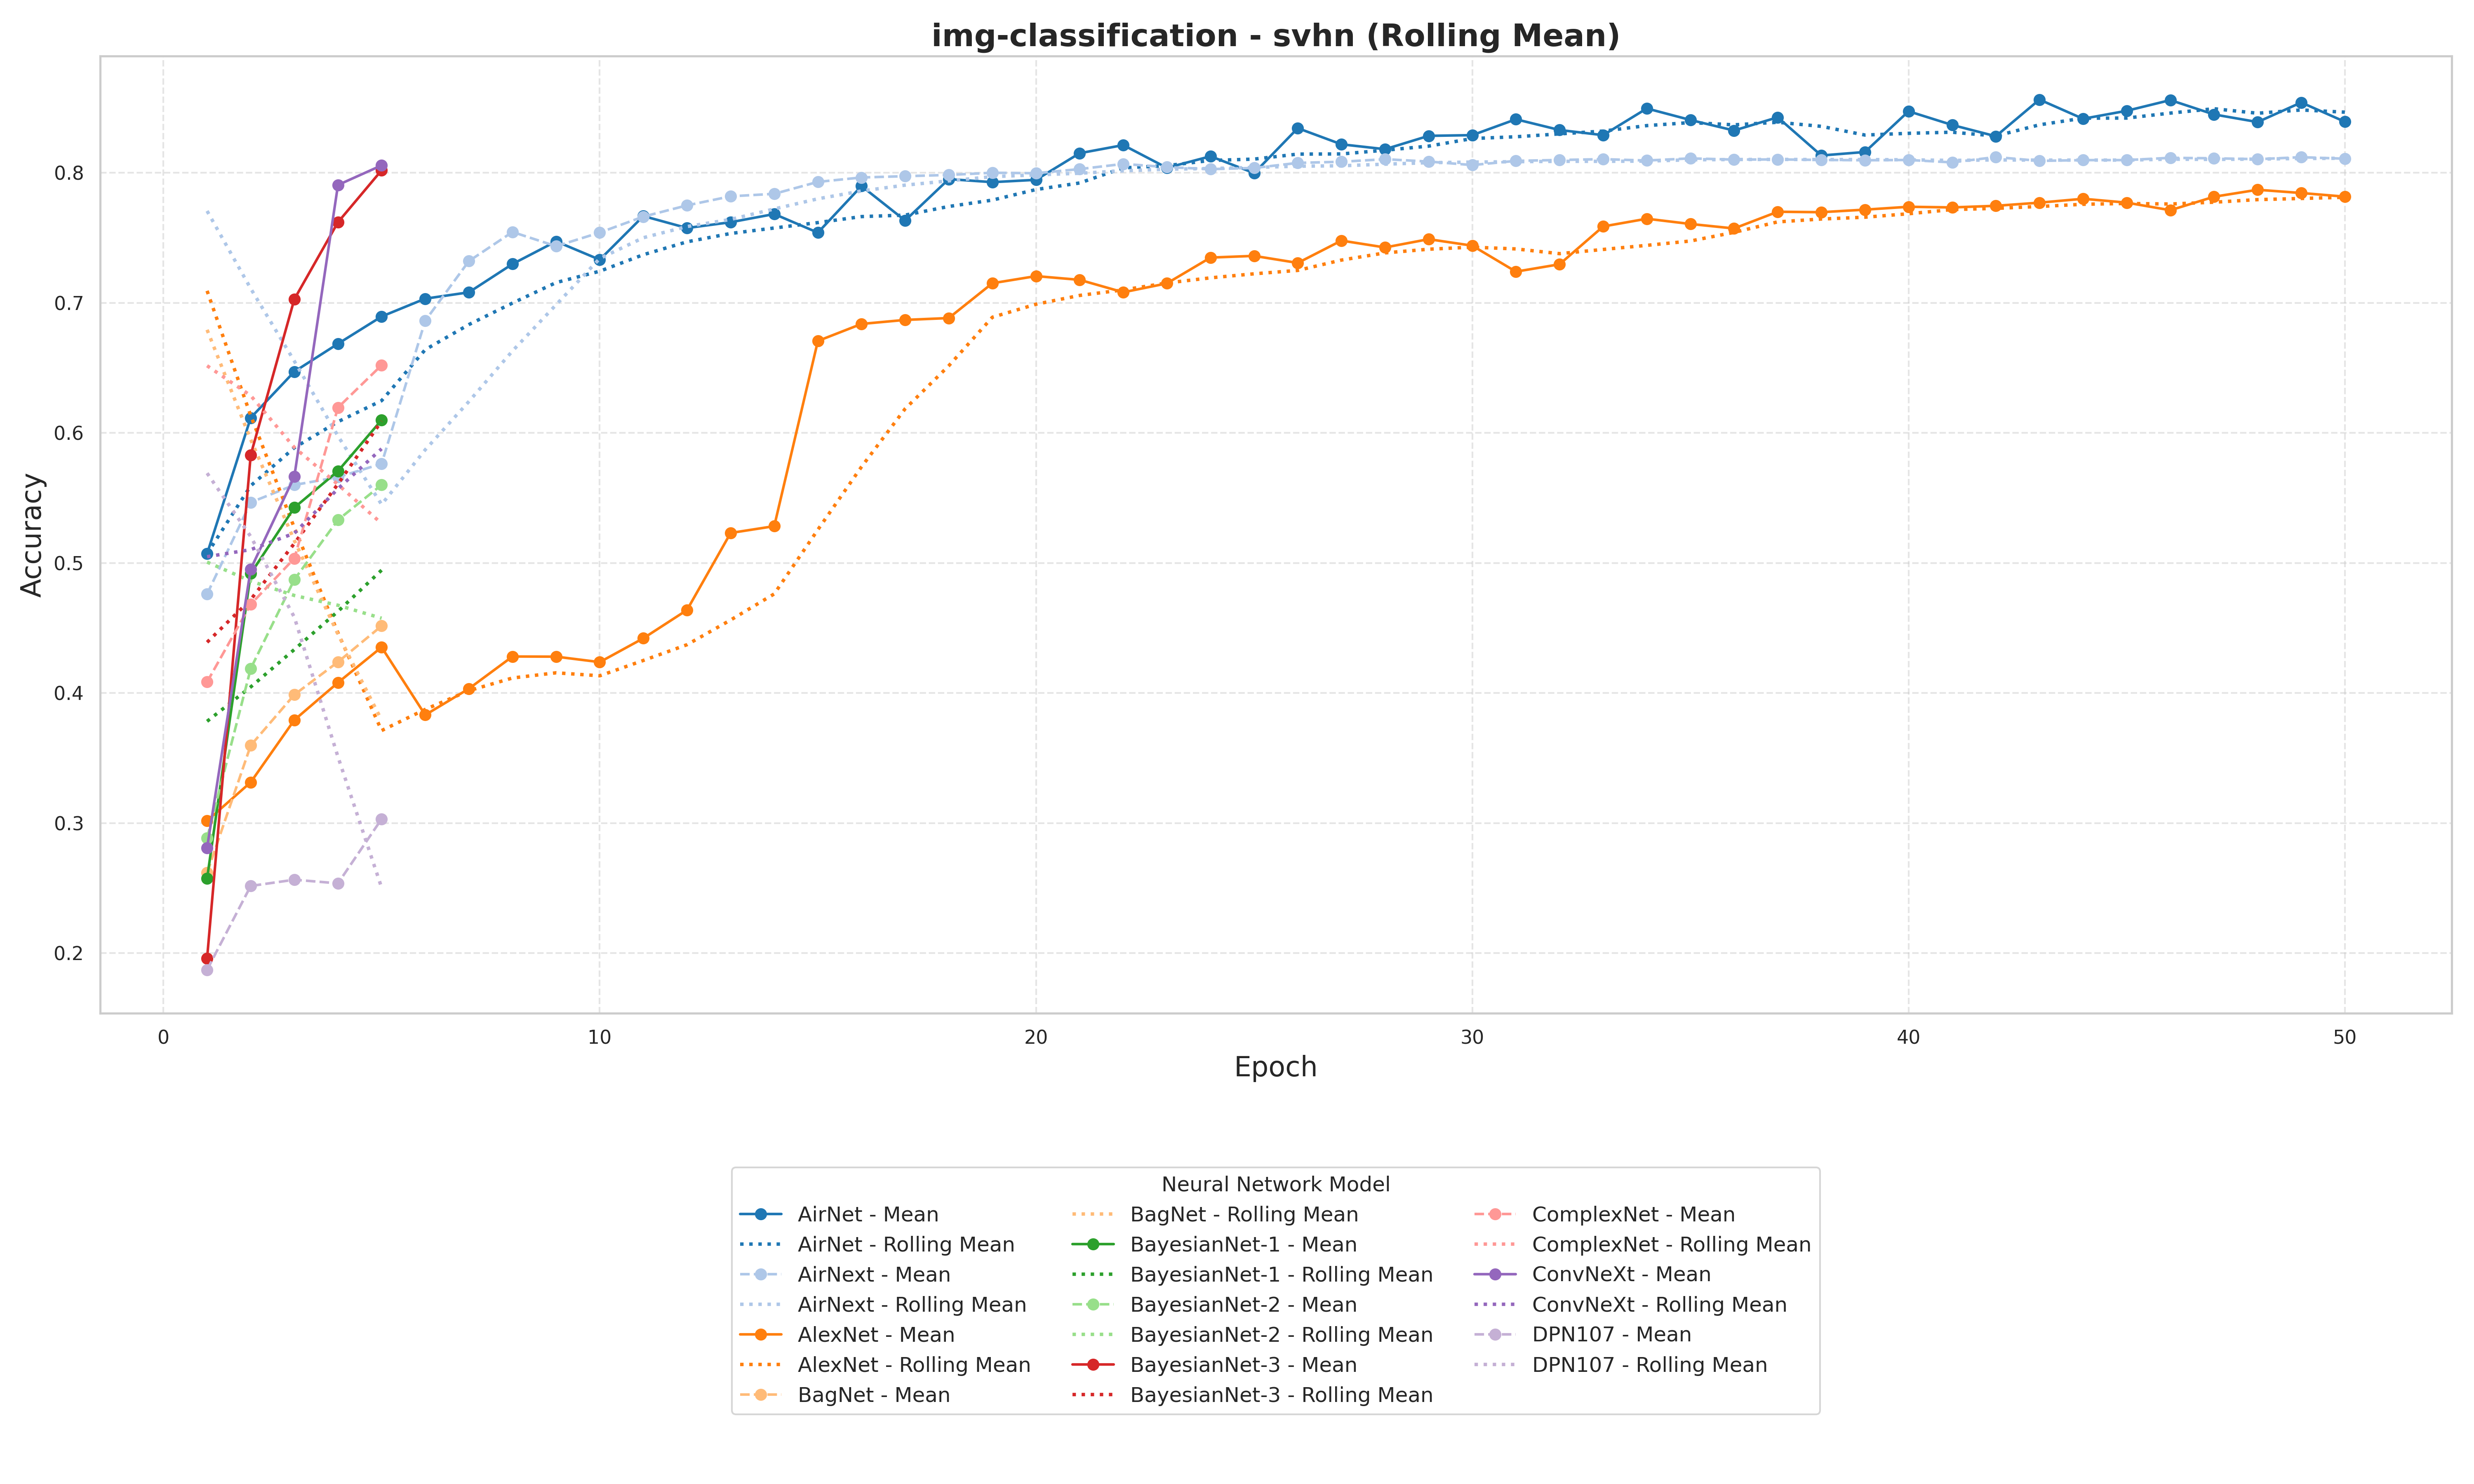 img-classification - svhn (Rolling Mean)
Accuracy
0.8
0.7
0.6
0.5
0.4
0.3
0.2
0 10 20 30 40 50
Epoch
Neural Network Model
AirNet - Mean
AirNet - Rolling Mean
AirNext - Mean
AirNext - Rolling Mean
AlexNet - Mean
AlexNet - Rolling Mean
BagNet - Mean
BagNet - Rolling Mean
BayesianNet-1 - Mean
BayesianNet-1 - Rolling Mean
BayesianNet-2 - Mean
BayesianNet-2 - Rolling Mean
BayesianNet-3 - Mean
BayesianNet-3 - Rolling Mean
ComplexNet - Mean
ComplexNet - Rolling Mean
ConvNeXt - Mean
ConvNeXt - Rolling Mean
DPN107 - Mean
DPN107 - Rolling Mean